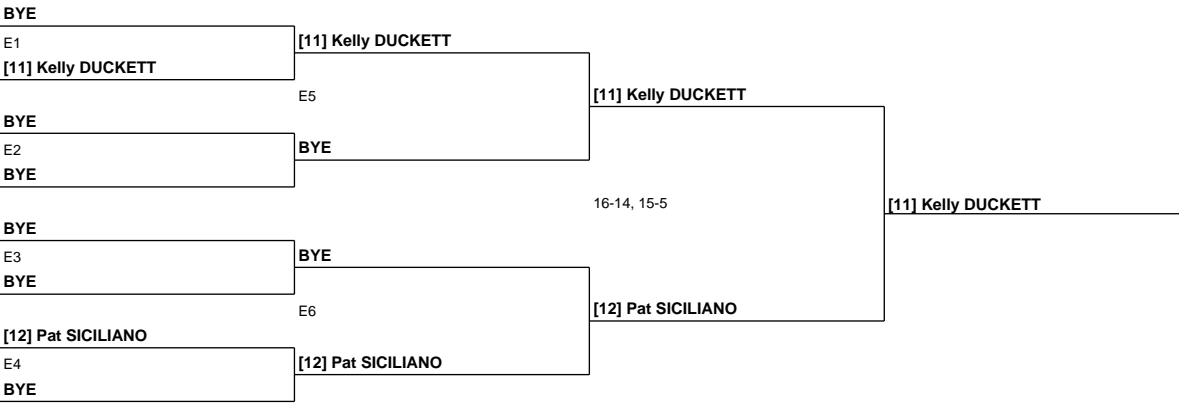 BYE
E1
[11] Kelly DUCKETT
BYE
E2
BYE
BYE
E3
BYE
[12] Pat SICILIANO
E4
BYE
[11] Kelly DUCKETT
E5
BYE
BYE
E6
[12] Pat SICILIANO
[11] Kelly DUCKETT
16-14, 15-5
[12] Pat SICILIANO
[11] Kelly DUCKETT